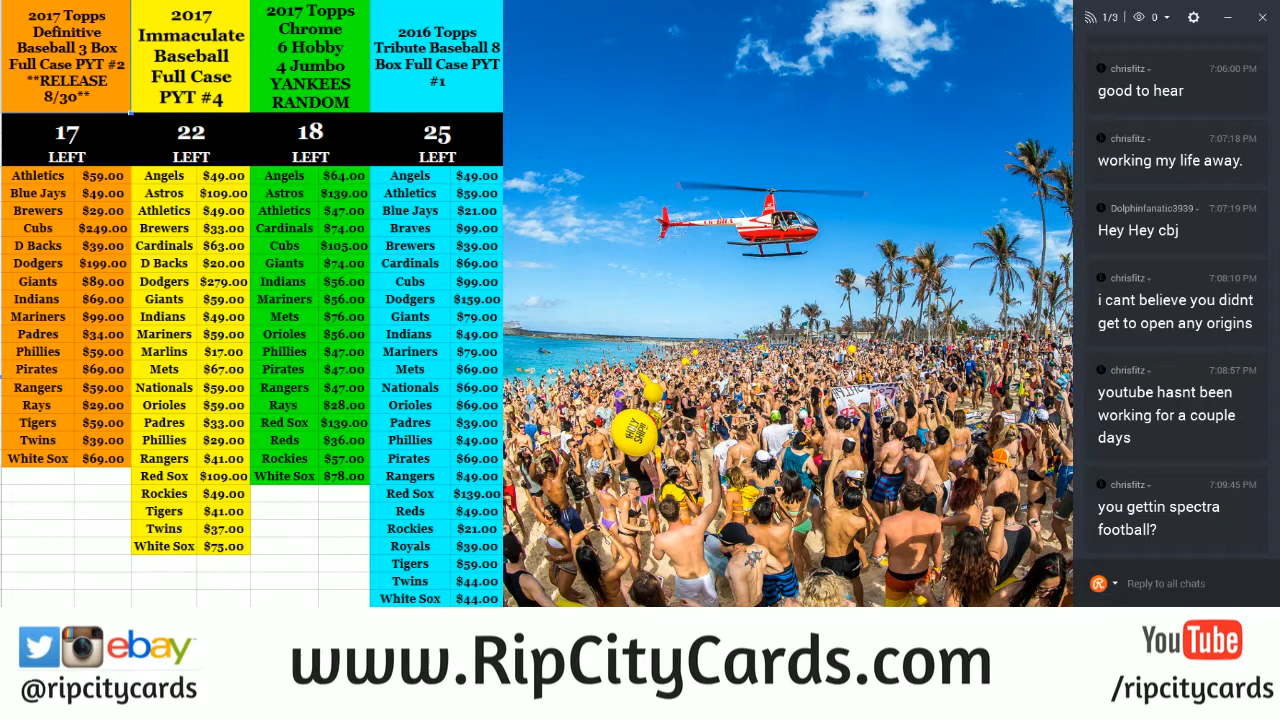 2017 Topps
Definitive
Baseball 3 Box
Full Case PYT #2
**RELEASE
8/30**
17
LEFT
Athletics $59.00
Blue Jays $49.00
Brewers $29.00
Cubs $249.00
D Backs $39.00
Dodgers $199.00
Giants $89.00
Indians $69.00
Mariners $99.00
Padres $34.00
Phillies $59.00
Pirates $69.00
Rangers $59.00
Rays $29.00
Tigers $59.00
Twins $39.00
White Sox $69.00
2017
Immaculate
Baseball
Full Case
PYT #4
22
LEFT
Angels $49.00
Astros $109.00
Athletics $49.00
Brewers $33.00
Cardinals $63.00
D Backs $20.00
Dodgers $279.00
Giants $59.00
Indians $49.00
Mariners $59.00
Marlins $17.00
Mets $67.00
Nationals $59.00
Orioles $59.00
Padres $33.00
Phillies $29.00
Rangers $41.00
Red Sox $109.00
Rockies $49.00
Tigers $41.00
Twins $37.00
White Sox $75.00
2017 Topps
Chrome
6 Hobby
4 Jumbo
YANKEES
RANDOM
18
LEFT
Angels $64.00
Astros $139.00
Athletics $47.00
Cardinals $74.00
Cubs $105.00
Giants $74.00
Indians $56.00
Mariners $56.00
Mets $76.00
Orioles $56.00
Phillies $47.00
Pirates $47.00
Rangers $47.00
Rays $28.00
Red Sox $139.00
Reds $36.00
Rockies $57.00
White Sox $78.00
2016 Topps
Tribute Baseball 8
Box Full Case PYT
#1
25
LEFT
Angels $49.00
Athletics $59.00
Blue Jays $21.00
Braves $99.00
Brewers $39.00
Cardinals $69.00
Cubs $99.00
Dodgers $159.00
Giants $79.00
Indians $49.00
Mariners $79.00
Mets $69.00
Nationals $69.00
Orioles $69.00
Padres $39.00
Phillies $49.00
Pirates $69.00
Rangers $49.00
Red Sox $139.00
Reds $49.00
Rockies $21.00
Royals $39.00
Tigers $59.00
Twins $44.00
White Sox $44.00
HOLY
SHIP!
1/3 0
chrisfitz 7:06:00 PM
good to hear
chrisfitz 7:07:18 PM
working my life away.
Dolphinfanatic3939 7:07:19 PM
Hey Hey cbj
chrisfitz 7:08:10 PM
i cant believe you didnt
get to open any origins
chrisfitz 7:08:57 PM
youtube hasnt been
working for a couple
days
chrisfitz 7:09:45 PM
you gettin spectra
football?
Reply to all chats
ebay
@ripcitycards
www.RipCityCards.com
YouTube
/ripcitycards